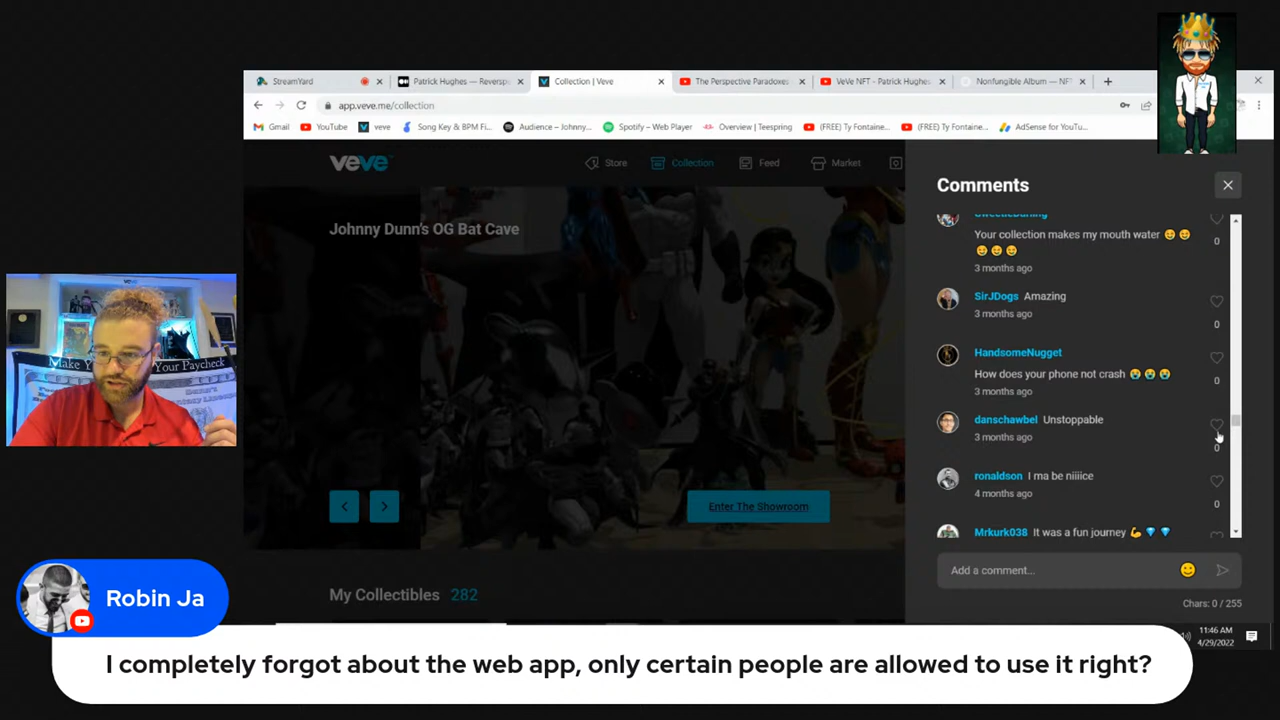 StreamYard
Patrick Hughes — Reverspe
Collection | Veve
The Perspective Paradoxes
VeVe NFT - Patrick Hughes
Nonfungible Album — NFT
app.veve.me/collection
Gmail
YouTube
veve
Song Key & BPM Fi...
Audience – Johnny...
Spotify – Web Player
Overview | Teespring
(FREE) Ty Fontaine...
(FREE) Ty Fontaine...
AdSense for YouTu...
veve
Store
Collection
Feed
Market
Comments
Johnny Dunn's OG Bat Cave
SweetieDarling
Your collection makes my mouth water 😆 😆
😆 😆 😆
0
3 months ago
SirJDogs Amazing
3 months ago
0
HandsomeNugget
How does your phone not crash 😭 😭 😭
0
3 months ago
danschawbel Unstoppable
3 months ago
0
ronaldson I ma be niiiice
4 months ago
0
Mrkurk038 It was a fun journey 💪 💎 💎
Enter The Showroom
Add a comment...
Chars: 0 / 255
My Collectibles 282
11:46 AM
4/29/2022
Make Y
Your Paycheck
Robin Ja
I completely forgot about the web app, only certain people are allowed to use it right?